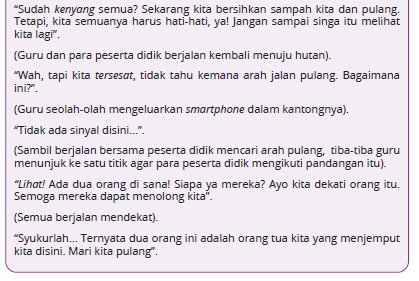 “Sudah kenyang semua? Sekarang kita bersihkan sampah kita dan pulang.
Tetapi, kita semuanya harus hati-hati, ya! Jangan sampai singa itu melihat
kita lagi”.
(Guru dan para peserta didik berjalan kembali menuju hutan).
“Wah, tapi kita tersesat, tidak tahu kemana arah jalan pulang. Bagaimana
ini?”.
(Guru seolah-olah mengeluarkan smartphone dalam kantongnya).
“Tidak ada sinyal disini...”.
(Sambil berjalan bersama peserta didik mencari arah pulang, tiba-tiba guru
menunjuk ke satu titik agar para peserta didik mengikuti pandangan itu).
“Lihat! Ada dua orang di sana! Siapa ya mereka? Ayo kita dekati orang itu.
Semoga mereka dapat menolong kita”.
(Semua berjalan mendekat).
“Syukurlah... Ternyata dua orang ini adalah orang tua kita yang menjemput
kita disini. Mari kita pulang”.